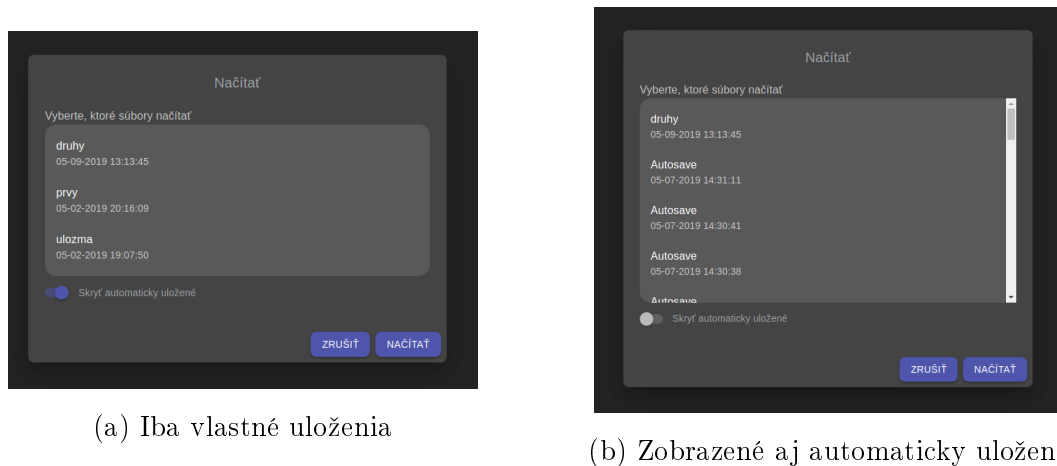 Načítať
Vyberte, ktoré súbory načítať
druhy
05-09-2019 13:13:45
prvy
05-02-2019 20:16:09
ulozma
05-02-2019 19:07:50
Skryť automaticky uložené
ZRUŠIŤ NAČÍTAŤ
(a) Iba vlastné uloženia
Načítať
Vyberte, ktoré súbory načítať
druhy
05-09-2019 13:13:45
Autosave
05-07-2019 14:31:11
Autosave
05-07-2019 14:30:41
Autosave
05-07-2019 14:30:38
Autosave
Skryť automaticky uložené
ZRUŠIŤ NAČÍTAŤ
(b) Zobrazené aj automaticky uložen